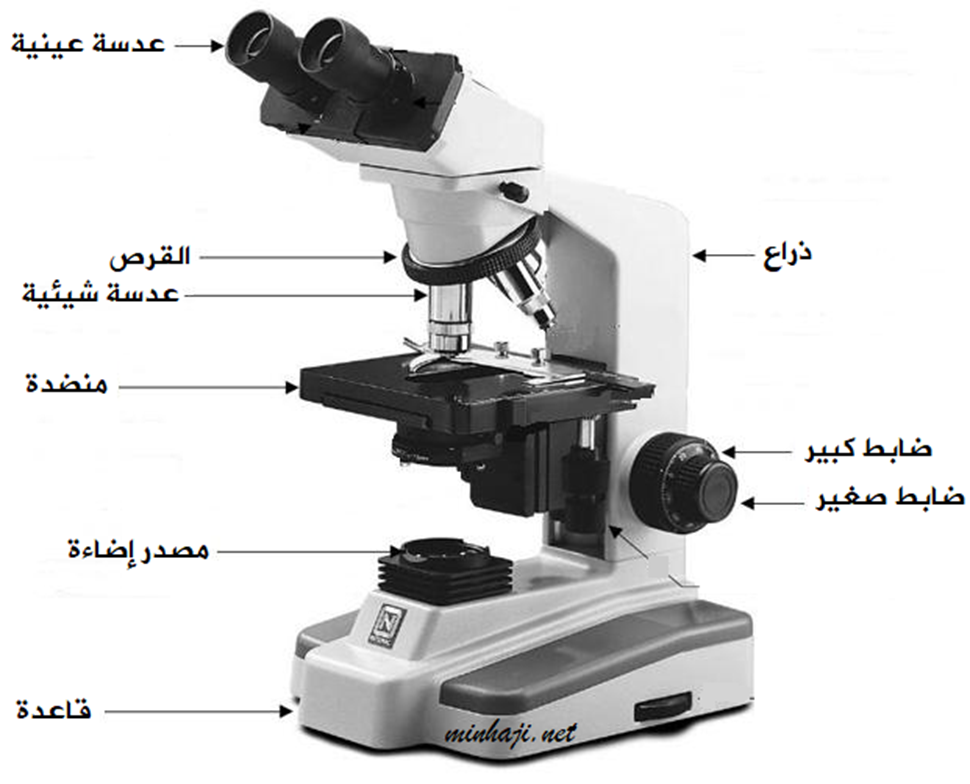 عدسة عينية
القرص
ذراع
عدسة شيئية
منضدة
ضابط كبير
ضابط صغير
مصدر إضاءة
N
قاعدة
minhaji.net